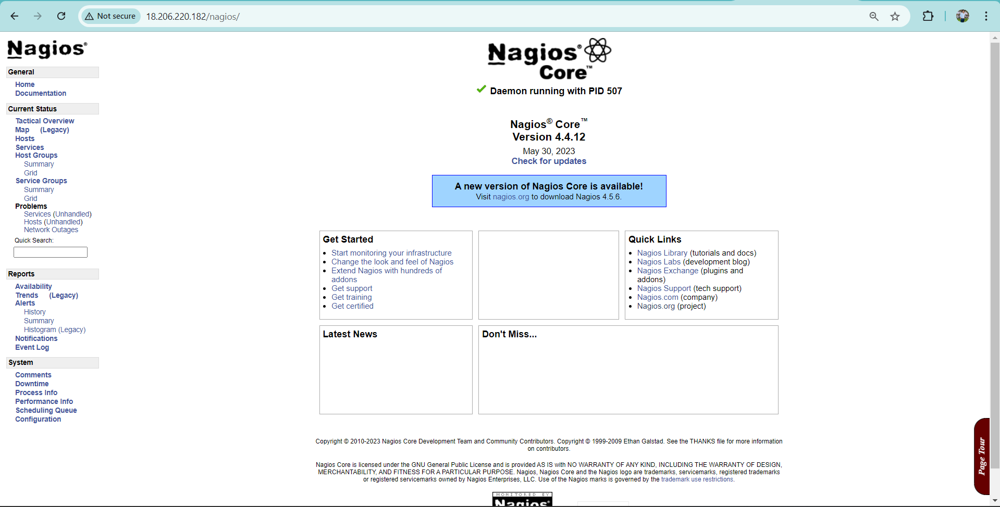 Not secure
18.206.220.182/nagios/
Nagios®
General
Home
Documentation
Current Status
Tactical Overview
Map (Legacy)
Hosts
Services
Host Groups
Summary
Grid
Service Groups
Summary
Grid
Problems
Services (Unhandled)
Hosts (Unhandled)
Network Outages
Quick Search:
Reports
Availability
Trends (Legacy)
Alerts
History
Summary
Histogram (Legacy)
Notifications
Event Log
System
Comments
Downtime
Process Info
Performance Info
Scheduling Queue
Configuration
Nagios®
Core™
Daemon running with PID 507
Nagios® Core™
Version 4.4.12
May 30, 2023
Check for updates
A new version of Nagios Core is available!
Visit nagios.org to download Nagios 4.5.6.
Get Started
Start monitoring your infrastructure
Change the look and feel of Nagios
Extend Nagios with hundreds of
addons
Get support
Get training
Get certified
Quick Links
Nagios Library (tutorials and docs)
Nagios Labs (development blog)
Nagios Exchange (plugins and
addons)
Nagios Support (tech support)
Nagios.com (company)
Nagios.org (project)
Latest News
Don't Miss...
Copyright © 2010-2023 Nagios Core Development Team and Community Contributors. Copyright © 1999-2009 Ethan Galstad. See the THANKS file for more information
on contributors.
Nagios Core is licensed under the GNU General Public License and is provided AS IS with NO WARRANTY OF ANY KIND, INCLUDING THE WARRANTY OF DESIGN,
MERCHANTABILITY, AND FITNESS FOR A PARTICULAR PURPOSE. Nagios, Nagios Core and the Nagios logo are trademarks, servicemarks, registered trademarks
or registered servicemarks owned by Nagios Enterprises, LLC. Use of the Nagios marks is governed by the trademark use restrictions.
MONITORED BY
Nagios®
Page Tour